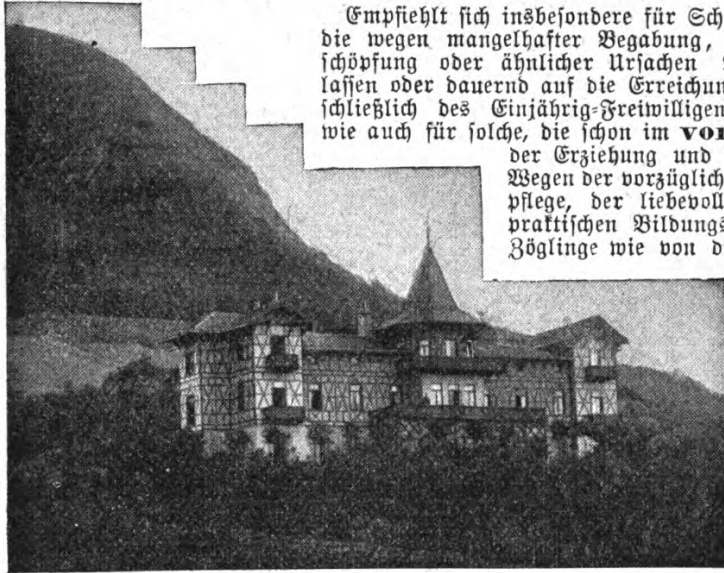 Empfiehlt sich insbesondere für Sch
die wegen mangelhafter Begabung,
schöpfung oder ähnlicher Ursachen
lassen oder dauernd auf die Erreichun
schließlich des Einjährig-Freiwilligen
wie auch für solche, die schon im vor
der Erziehung und
Wegen der vorzüglich
pflege, der liebevoll
praktischen Bildungs
Zöglinge wie von d